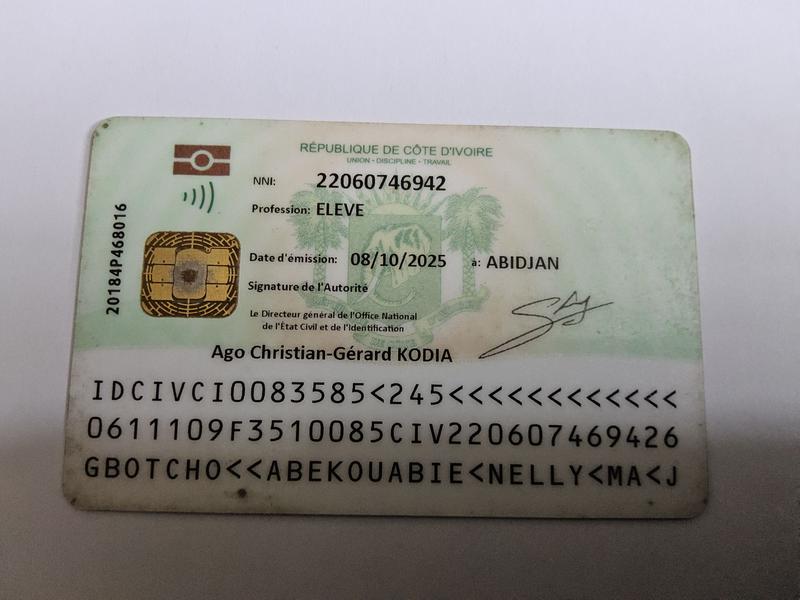 RÉPUBLIQUE DE CÔTE D'IVOIRE
UNION - DISCIPLINE - TRAVAIL
NNI: 22060746942
Profession: ELEVE
20184P468016
Date d'émission: 08/10/2025 à: ABIDJAN
Signature de l'Autorité
Le Directeur général de l'Office National
de l'État Civil et de l'Identification
Ago Christian-Gérard KODIA
IDCIVCI0083585<245<<<<<<<<<<<<
0611109F3510085CIV220607469426
GBOTCHO<<ABEKOUABIE<NELLY<MA<J